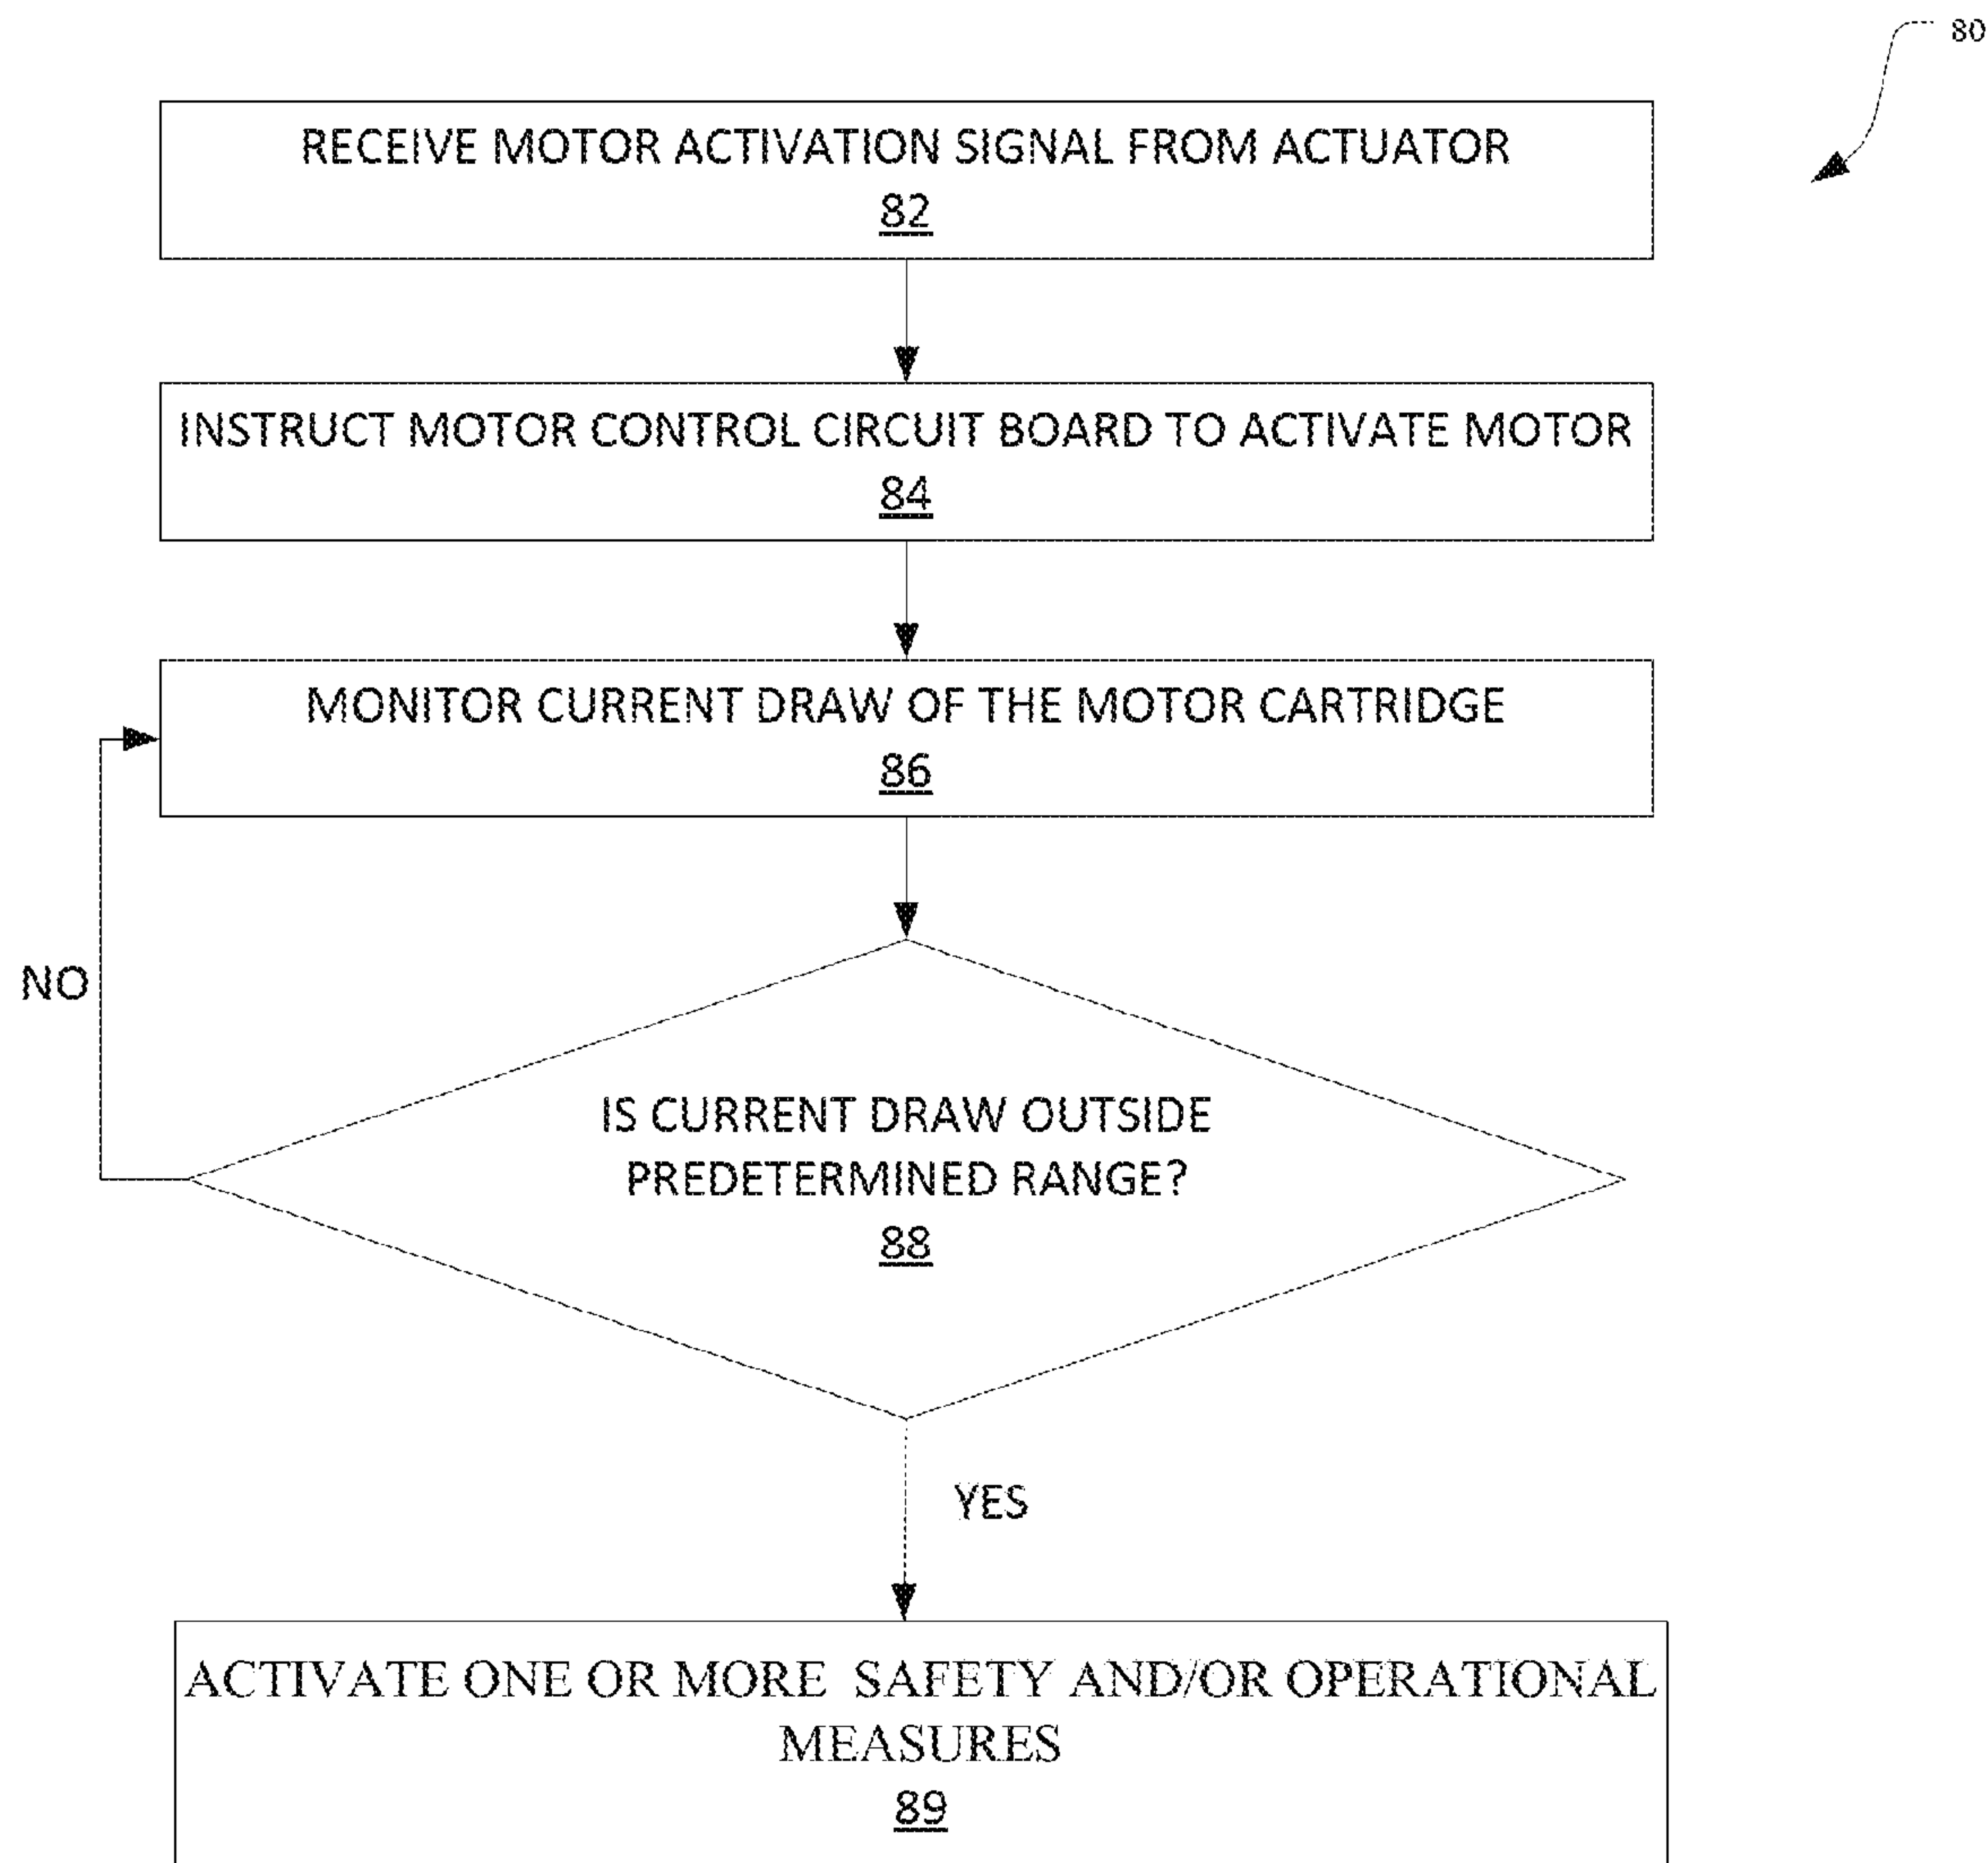 80
RECEIVE MOTOR ACTIVATION SIGNAL FROM ACTUATOR
82
INSTRUCT MOTOR CONTROL CIRCUIT BOARD TO ACTIVATE MOTOR
84
MONITOR CURRENT DRAW OF THE MOTOR CARTRIDGE
86
NO
IS CURRENT DRAW OUTSIDE
PREDETERMINED RANGE?
88
YES
ACTIVATE ONE OR MORE SAFETY AND/OR OPERATIONAL
MEASURES
89